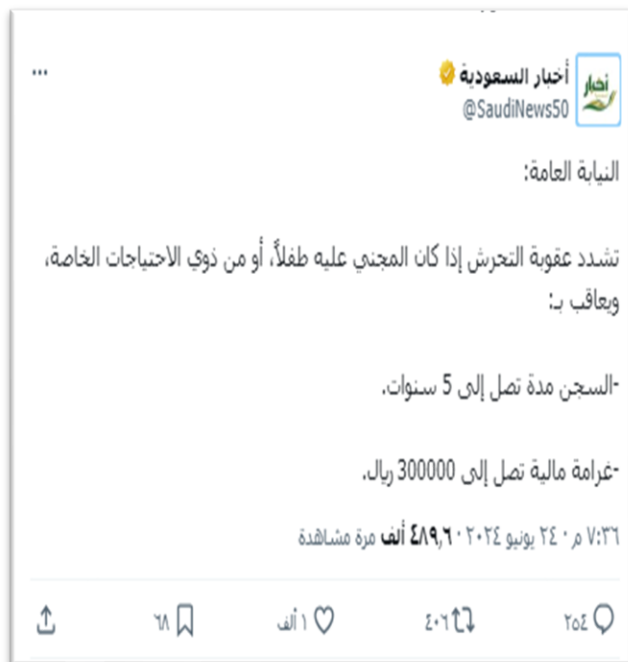 أخبار السعودية
@SaudiNews50
أخبار
النيابة العامة:
تشدد عقوبة التحرش إذا كان المجني عليه طفلاً، أو من ذوي الاحتياجات الخاصة،
ويعاقب بـ:
-السجن مدة تصل إلى 5 سنوات.
-غرامة مالية تصل إلى 300000 ريال.
٧:٣٦ م · ٢٤ يونيو ٢٠٢٤ · ٤٨٩,٦ ألف مرة مشاهدة
٢٥٤ ٤٠٦ ١ ألف ٦٨